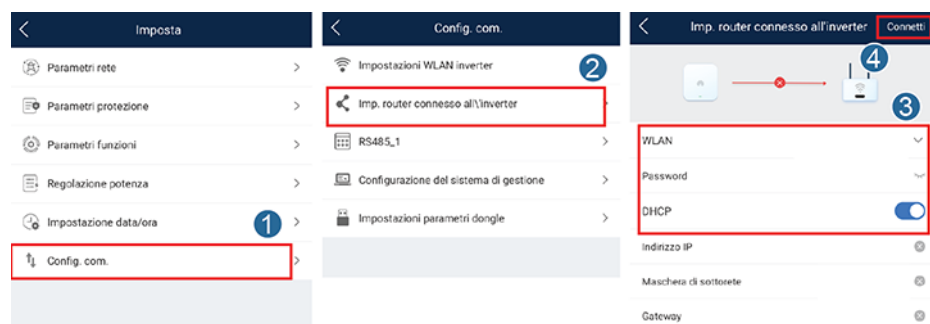 Imposta
Parametri rete
Parametri protezione
Parametri funzioni
Regolazione potenza
Impostazione data/ora
1
Config. com.
Config. com.
Impostazioni WLAN inverter
2
Imp. router connesso all\'inverter
RS485_1
Configurazione del sistema di gestione
Impostazioni parametri dongle
Imp. router connesso all'inverter
Connetti
4
3
WLAN
Password
DHCP
Indirizzo IP
Maschera di sottorete
Gateway